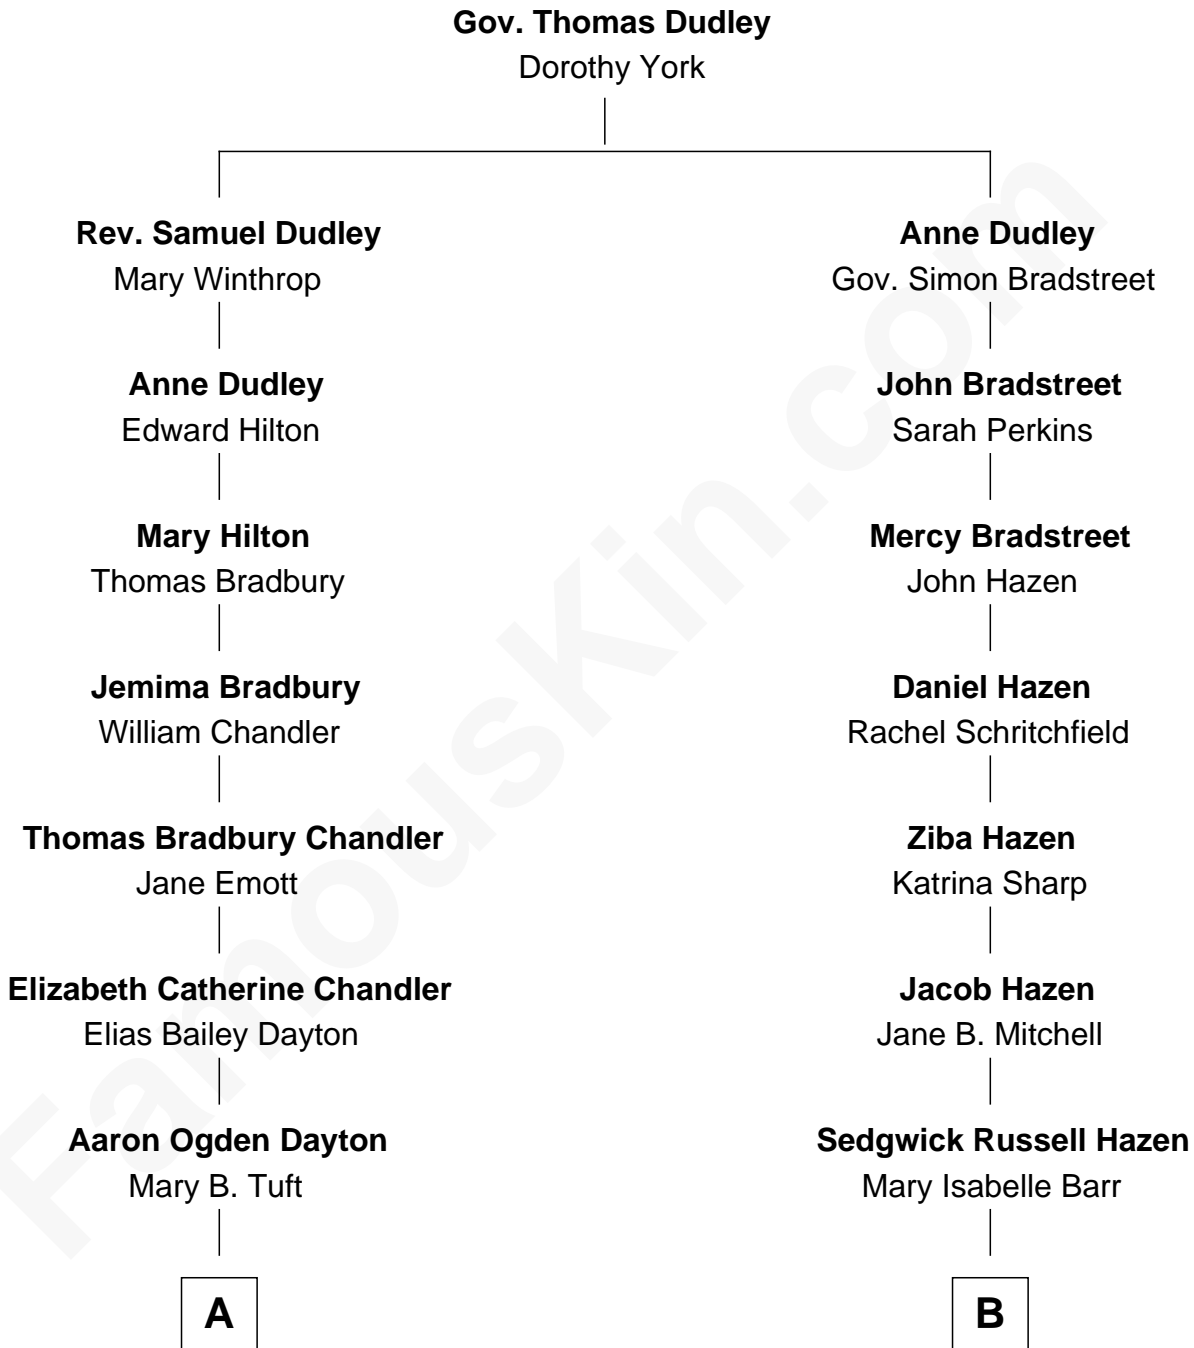 Gov. Thomas Dudley
Dorothy York
Rev. Samuel Dudley
Mary Winthrop
Anne Dudley
Edward Hilton
Mary Hilton
Thomas Bradbury
Jemima Bradbury
William Chandler
Thomas Bradbury Chandler
Jane Emott
Elizabeth Catherine Chandler
Elias Bailey Dayton
Aaron Ogden Dayton
Mary B. Tuft
A
Anne Dudley
Gov. Simon Bradstreet
John Bradstreet
Sarah Perkins
Mercy Bradstreet
John Hazen
Daniel Hazen
Rachel Schritchfield
Ziba Hazen
Katrina Sharp
Jacob Hazen
Jane B. Mitchell
Sedgwick Russell Hazen
Mary Isabelle Barr
B
FamousKin.com